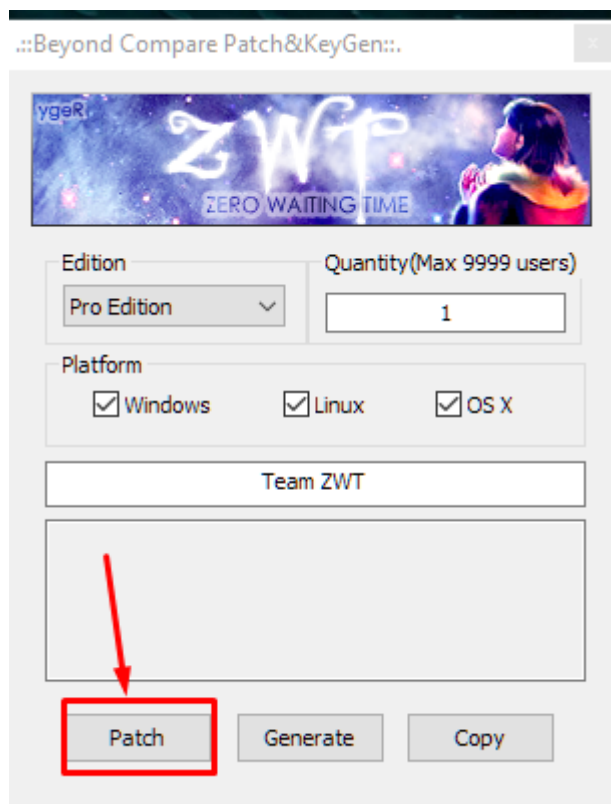 .::Beyond Compare Patch&KeyGen::.
x
ygeR
ZWT
ZERO WAITING TIME
Edition
Quantity(Max 9999 users)
Pro Edition
1
Platform
Windows
Linux
OS X
Team ZWT
Patch
Generate
Copy